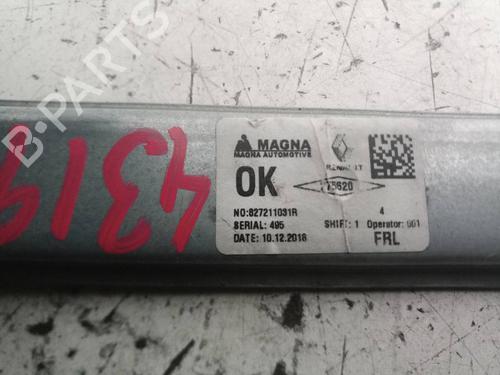 B-PARTS
4319
MAGNA
MAGNA AUTOMOTIVE
RENAULT
OK
75620
NO:827211031R
4
SERIAL: 495
SHIFT: 1 Operator: 001
DATE: 10.12.2018
FRL